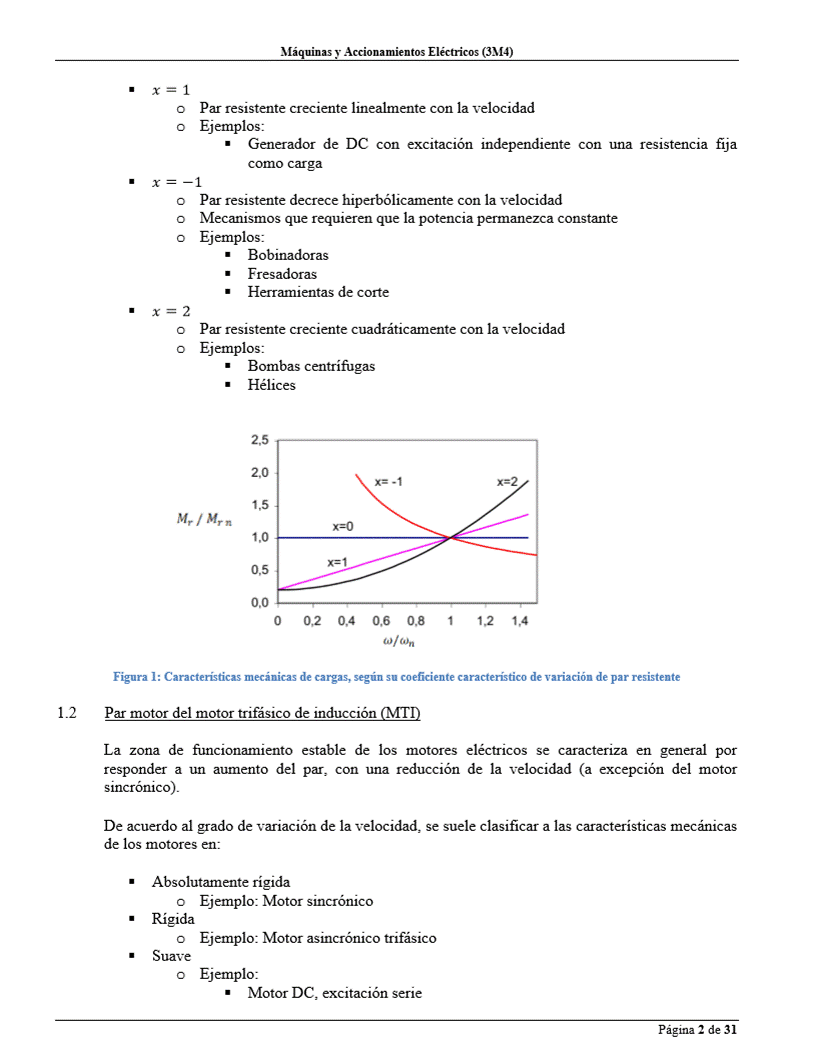 Máquinas y Accionamientos Eléctricos (3M4)
▪ x = 1
o Par resistente creciente linealmente con la velocidad
o Ejemplos:
▪ Generador de DC con excitación independiente con una resistencia fija
como carga
▪ x = −1
o Par resistente decrece hiperbólicamente con la velocidad
o Mecanismos que requieren que la potencia permanezca constante
o Ejemplos:
▪ Bobinadoras
▪ Fresadoras
▪ Herramientas de corte
▪ x = 2
o Par resistente creciente cuadráticamente con la velocidad
o Ejemplos:
▪ Bombas centrífugas
▪ Hélices
2,5
2,0
1,5
1,0
0,5
0,0
M_r / M_r n
x= -1
x=2
x=0
x=1
0 0,2 0,4 0,6 0,8 1 1,2 1,4
ω/ω_n
Figura 1: Características mecánicas de cargas, según su coeficiente característico de variación de par resistente
1.2 Par motor del motor trifásico de inducción (MTI)
La zona de funcionamiento estable de los motores eléctricos se caracteriza en general por
responder a un aumento del par, con una reducción de la velocidad (a excepción del motor
sincrónico).
De acuerdo al grado de variación de la velocidad, se suele clasificar a las características mecánicas
de los motores en:
▪ Absolutamente rígida
o Ejemplo: Motor sincrónico
▪ Rígida
o Ejemplo: Motor asincrónico trifásico
▪ Suave
o Ejemplo:
▪ Motor DC, excitación serie
Página 2 de 31